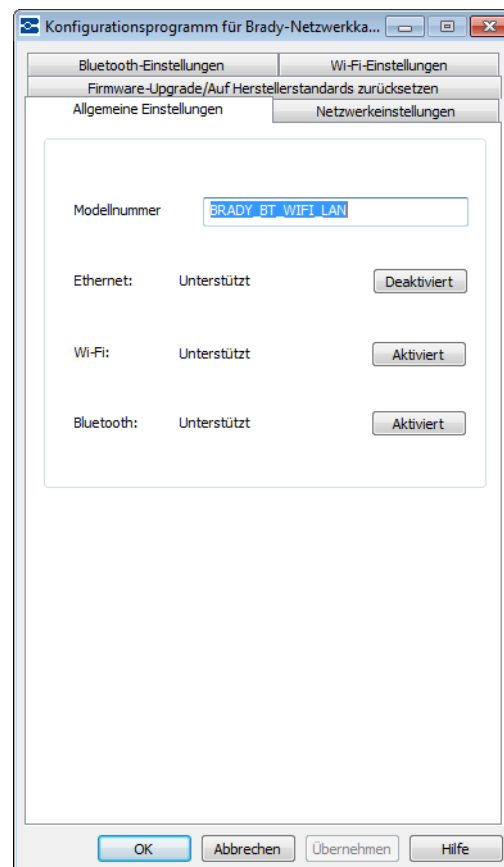 Konfigurationsprogramm für Brady-Netzwerkka...
Bluetooth-Einstellungen Wi-Fi-Einstellungen
Firmware-Upgrade/Auf Herstellerstandards zurücksetzen
Allgemeine Einstellungen Netzwerkeinstellungen
Modellnummer BRADY_BT_WIFI_LAN
Ethernet: Unterstützt Deaktiviert
Wi-Fi: Unterstützt Aktiviert
Bluetooth: Unterstützt Aktiviert
OK Abbrechen Übernehmen Hilfe